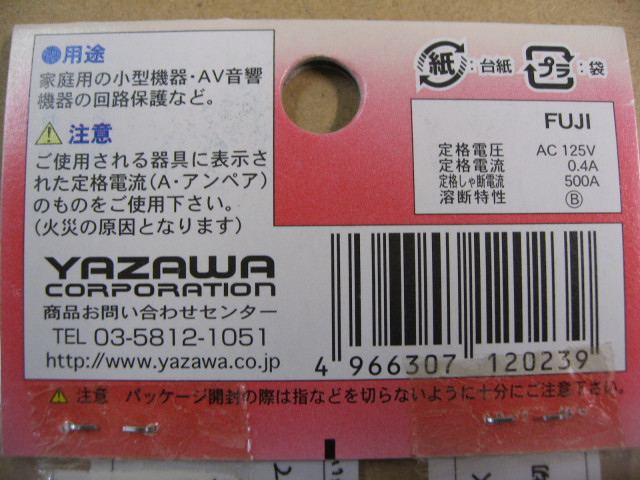 ●用途
家庭用の小型機器・AV音響
機器の回路保護など。
注意
ご使用される器具に表示さ
れた定格電流(A・アンペア)
のものをご使用下さい。
(火災の原因となります)
YAZAWA
CORPORATION
商品お問い合わせセンター
TEL 03-5812-1051
http://www.yazawa.co.jp
紙:台紙 プラ:袋
FUJI
定格電圧 AC 125V
定格電流 0.4A
定格しゃ断電流 500A
溶断特性 Ⓑ
4 966307 120239
注意 パッケージ開封の際は指などを切らないように十分にご注意下さい。